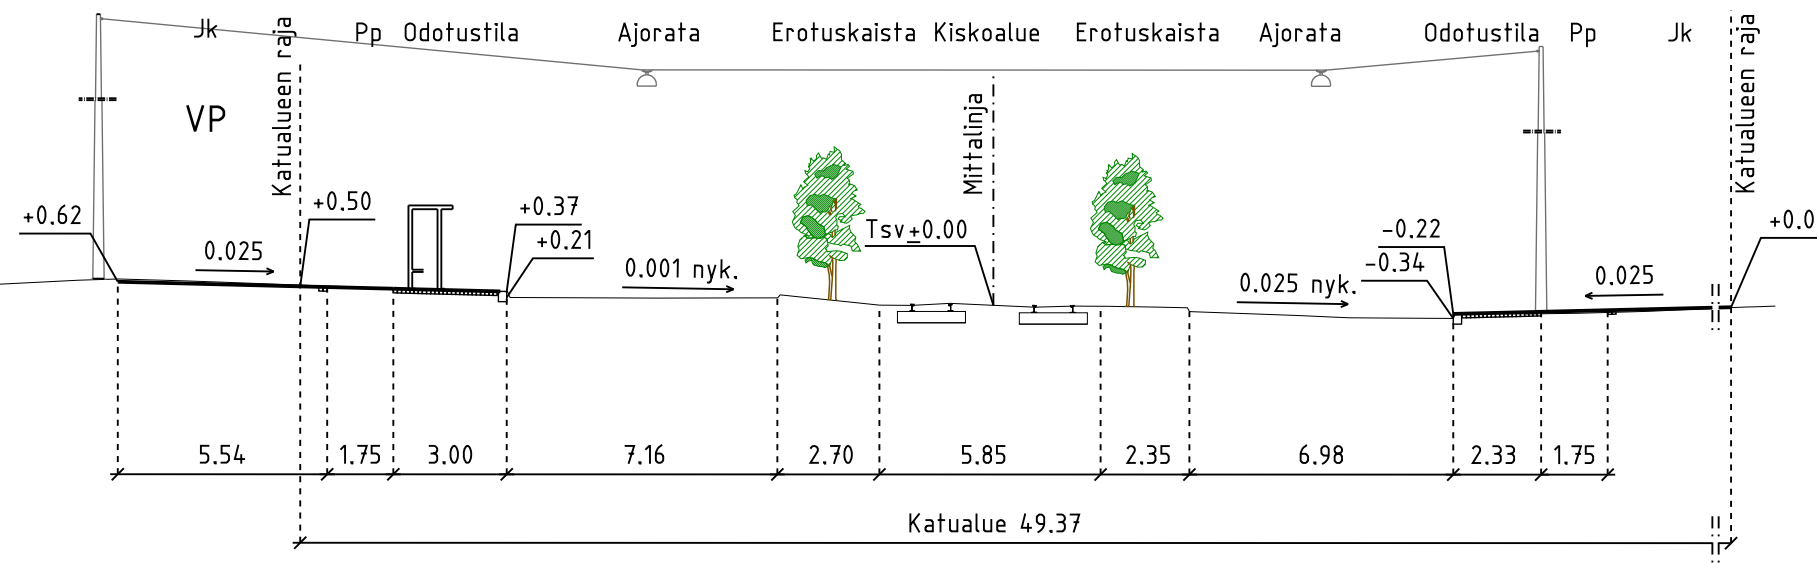 Jk
Katualueen raja
Pp
Odotustila
Ajorata
Erotuskaista
Kiskoalue
Erotuskaista
Ajorata
Odotustila
Pp
Jk
Katualueen raja
VP
Mittalinja
+0.62
0.025
+0.50
+0.37
+0.21
0.001 nyk.
Tsv±0.00
0.025 nyk.
-0.22
-0.34
0.025
+0.0
5.54
1.75
3.00
7.16
2.70
5.85
2.35
6.98
2.33
1.75
Katualue 49.37